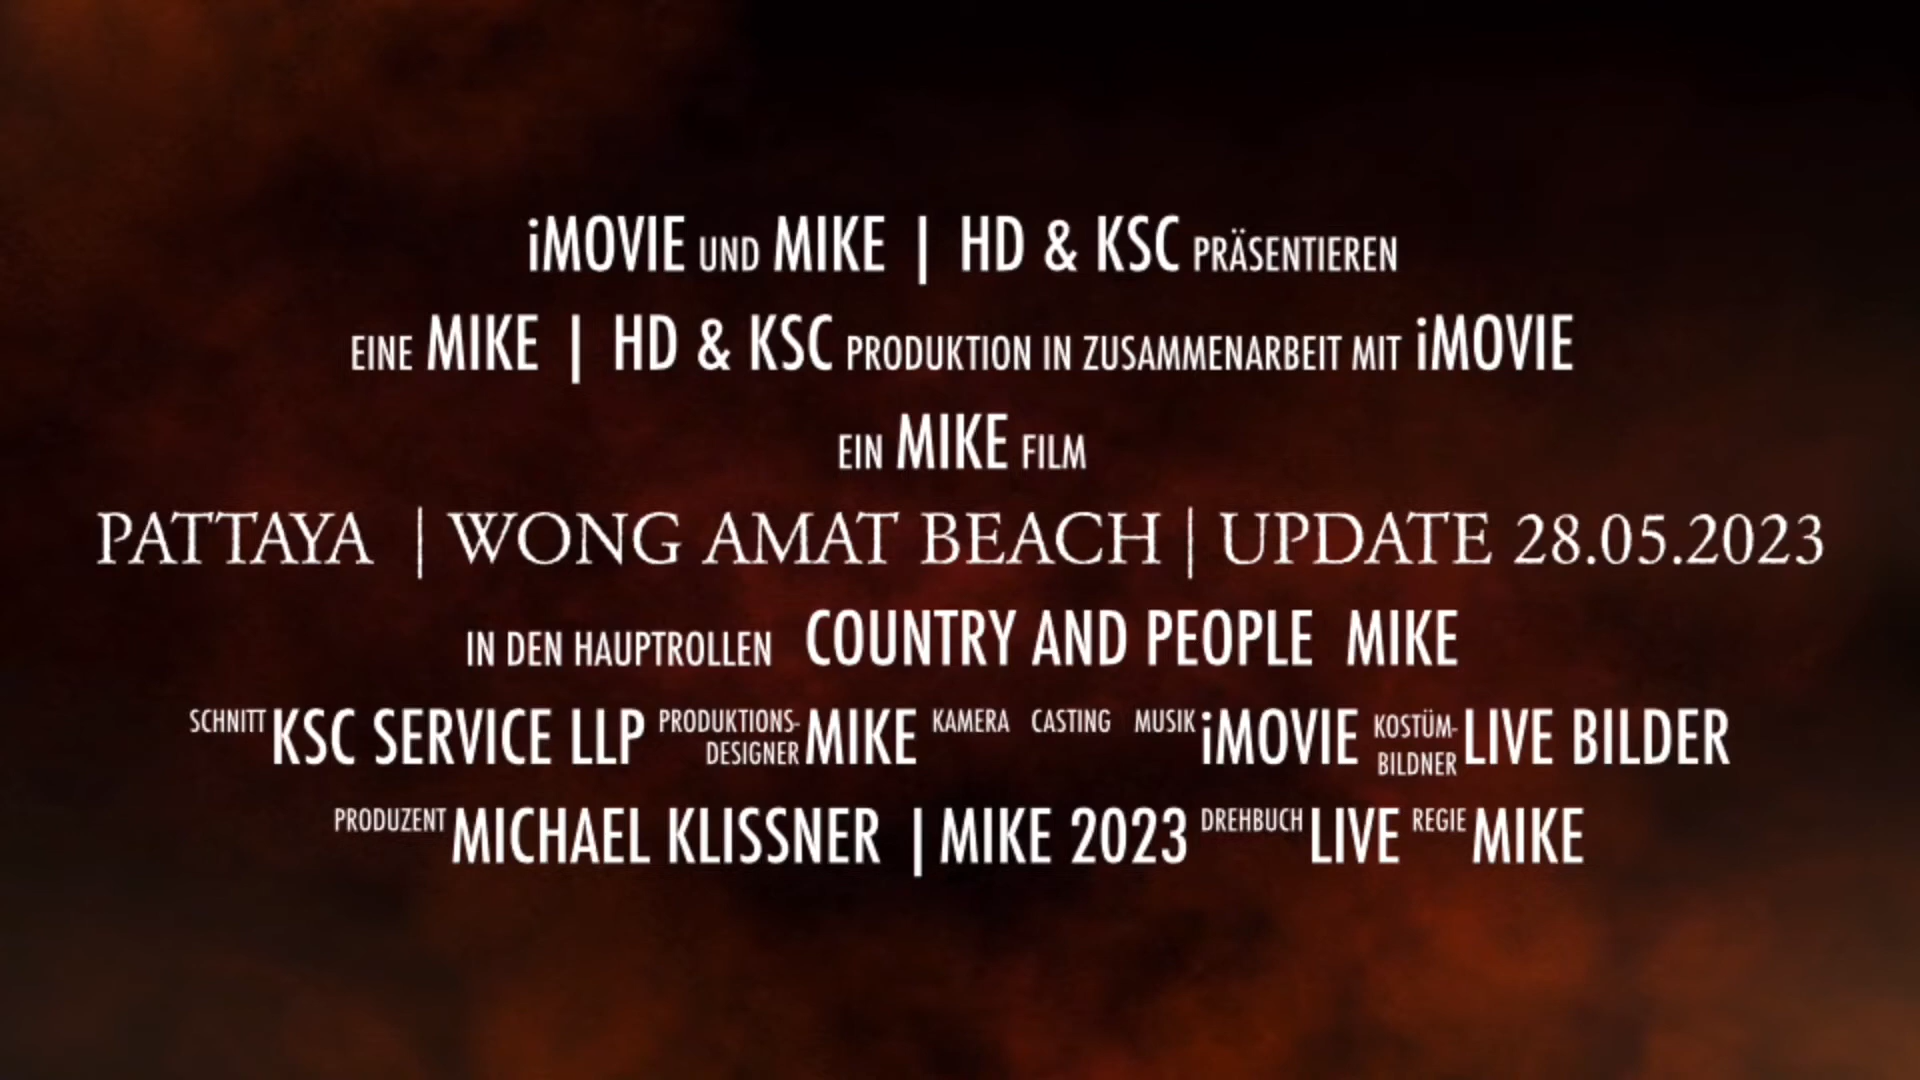 iMOVIE UND MIKE | HD & KSC PRÄSENTIEREN
EINE MIKE | HD & KSC PRODUKTION IN ZUSAMMENARBEIT MIT iMOVIE
EIN MIKE FILM
PATTAYA | WONG AMAT BEACH | UPDATE 28.05.2023
IN DEN HAUPTROLLEN COUNTRY AND PEOPLE MIKE
SCHNITT KSC SERVICE LLP PRODUKTIONS-DESIGNER MIKE KAMERA CASTING MUSIK iMOVIE KOSTÜM-BILDNER LIVE BILDER
PRODUZENT MICHAEL KLISSNER | MIKE 2023 DREHBUCH LIVE REGIE MIKE